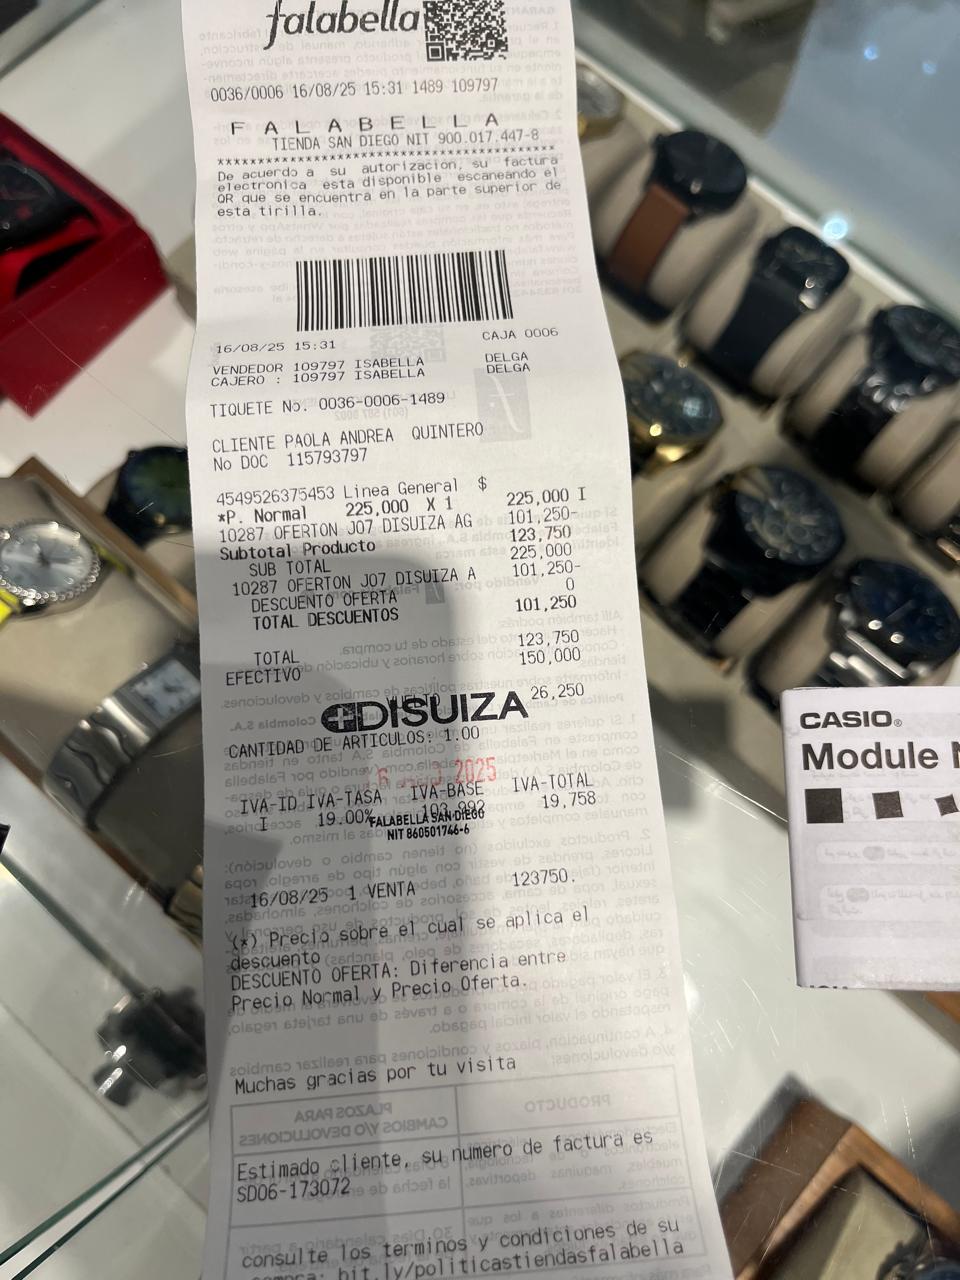 falabella
0036/0006 16/08/25 15:31 1489 109797
F A L A B E L L A
TIENDA SAN DIEGO NIT 900.017.447-8
****************************************************
De acuerdo a su autorizacion, su factura
electronica esta disponible escaneando el
QR que se encuentra en la parte superior de
esta tirilla.
16/08/25 15:31 CAJA 0006
VENDEDOR 109797 ISABELLA DELGA
CAJERO : 109797 ISABELLA DELGA
TIQUETE No. 0036-0006-1489
CLIENTE PAOLA ANDREA QUINTERO
No DOC 115793797
4549526375453 Linea General $
*P. Normal 225,000 X 1 225,000 I
10287 OFERTON J07 DISUIZA AG 101,250-
Subtotal Producto 123,750
SUB TOTAL 225,000
10287 OFERTON J07 DISUIZA A 101,250-
DESCUENTO OFERTA 0
TOTAL DESCUENTOS 101,250
TOTAL 123,750
EFECTIVO 150,000
26,250
DISUIZA
CANTIDAD DE ARTICULOS: 1.00
2025
IVA-ID IVA-TASA IVA-BASE IVA-TOTAL
I 19.00% 103,992 19,758
FALABELLA SAN DIEGO
NIT 860501746-6
16/08/25 1 VENTA 123750.
(*) Precio sobre el cual se aplica el
descuento
DESCUENTO OFERTA: Diferencia entre
Precio Normal y Precio Oferta.
Muchas gracias por tu visita
Estimado cliente, su numero de factura es
SD06-173072
consulte los terminos y condiciones de su
compra: bit.ly/politicastiendasfalabella
CASIO®
Module N